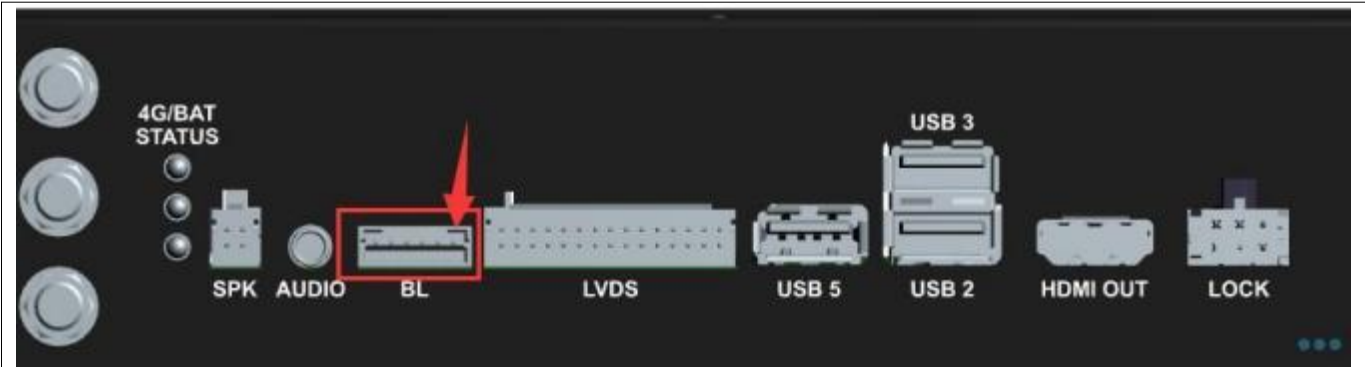 4G/BAT
STATUS
USB 3
SPK
AUDIO
BL
LVDS
USB 5
USB 2
HDMI OUT
LOCK